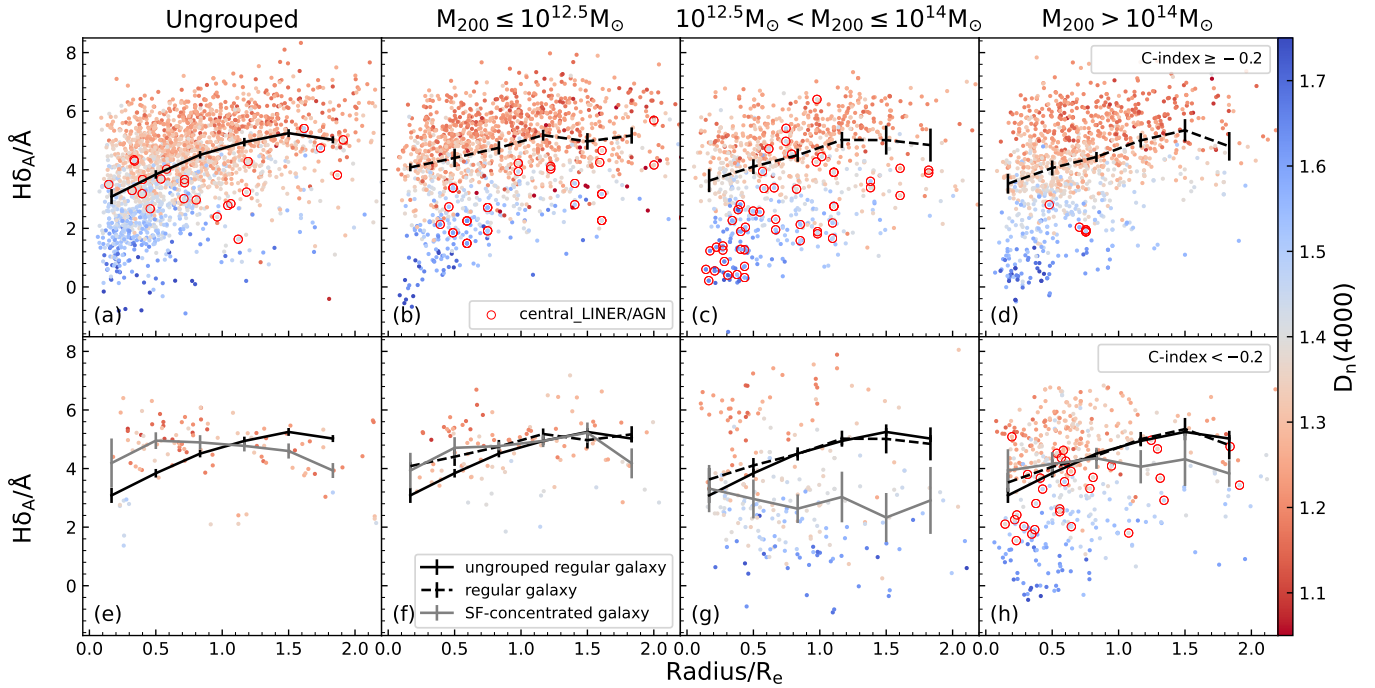 Ungrouped
M200 ≤ 10^12.5 M⊙
10^12.5 M⊙ < M200 ≤ 10^14 M⊙
M200 > 10^14 M⊙
8
6
4
2
0
HδA/Å
(a)
(b)
central_LINER/AGN
(c)
C-index ≥ − 0.2
(d)
8
6
4
2
0
HδA/Å
(e)
ungrouped regular galaxy
regular galaxy
SF-concentrated galaxy
(f)
(g)
C-index < −0.2
(h)
0.0 0.5 1.0 1.5 2.0
0.0 0.5 1.0 1.5 2.0
0.0 0.5 1.0 1.5 2.0
0.0 0.5 1.0 1.5 2.0
Radius/Re
1.7
1.6
1.5
1.4
1.3
1.2
1.1
Dn(4000)